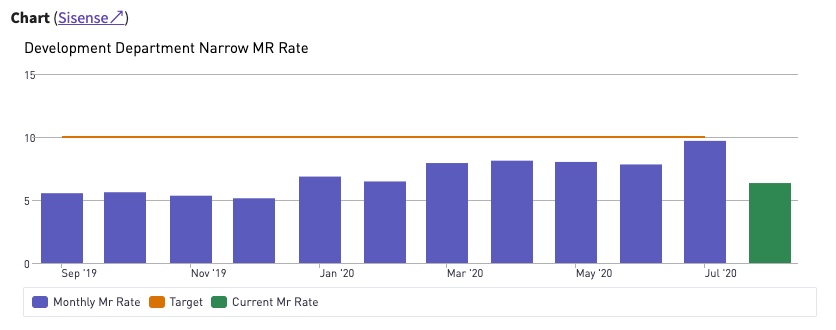 Chart (Sisense↗)
Development Department Narrow MR Rate
15
10
5
0
Sep '19 Nov '19 Jan '20 Mar '20 May '20 Jul '20
Monthly Mr Rate Target Current Mr Rate